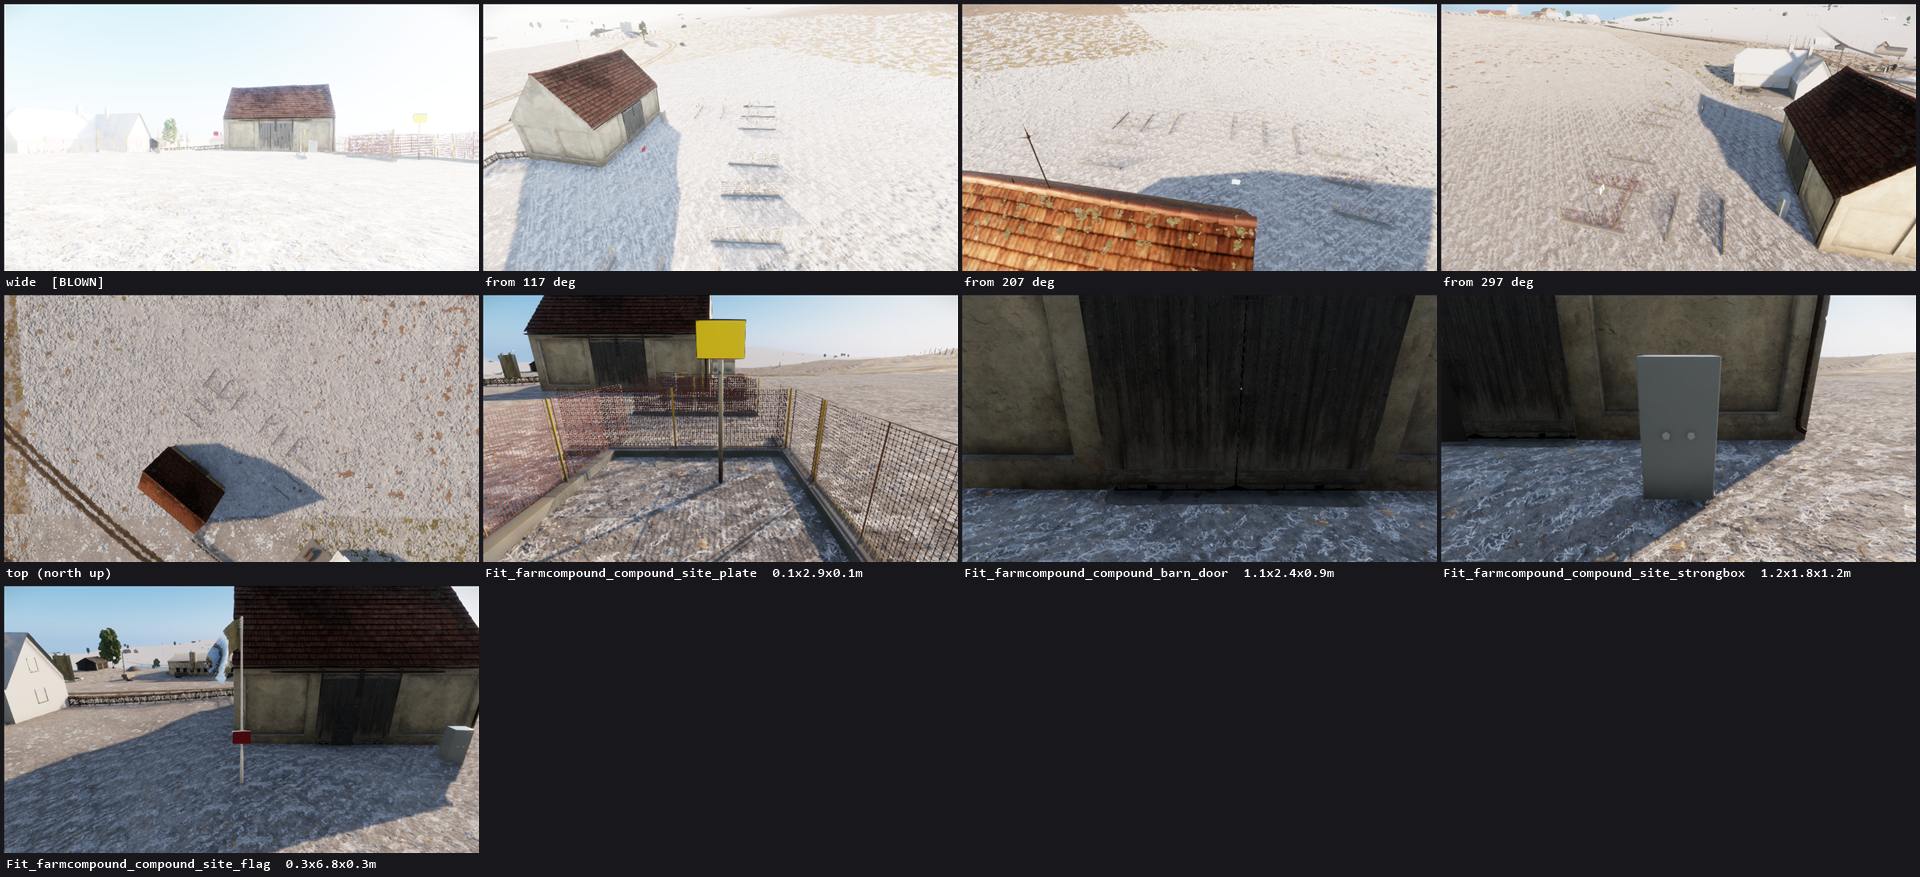 wide  [BLOWN]
from 117 deg
from 207 deg
from 297 deg
top (north up)
Fit_farmcompound_compound_site_plate  0.1x2.9x0.1m
Fit_farmcompound_compound_barn_door  1.1x2.4x0.9m
Fit_farmcompound_compound_site_strongbox  1.2x1.8x1.2m
Fit_farmcompound_compound_site_flag  0.3x6.8x0.3m